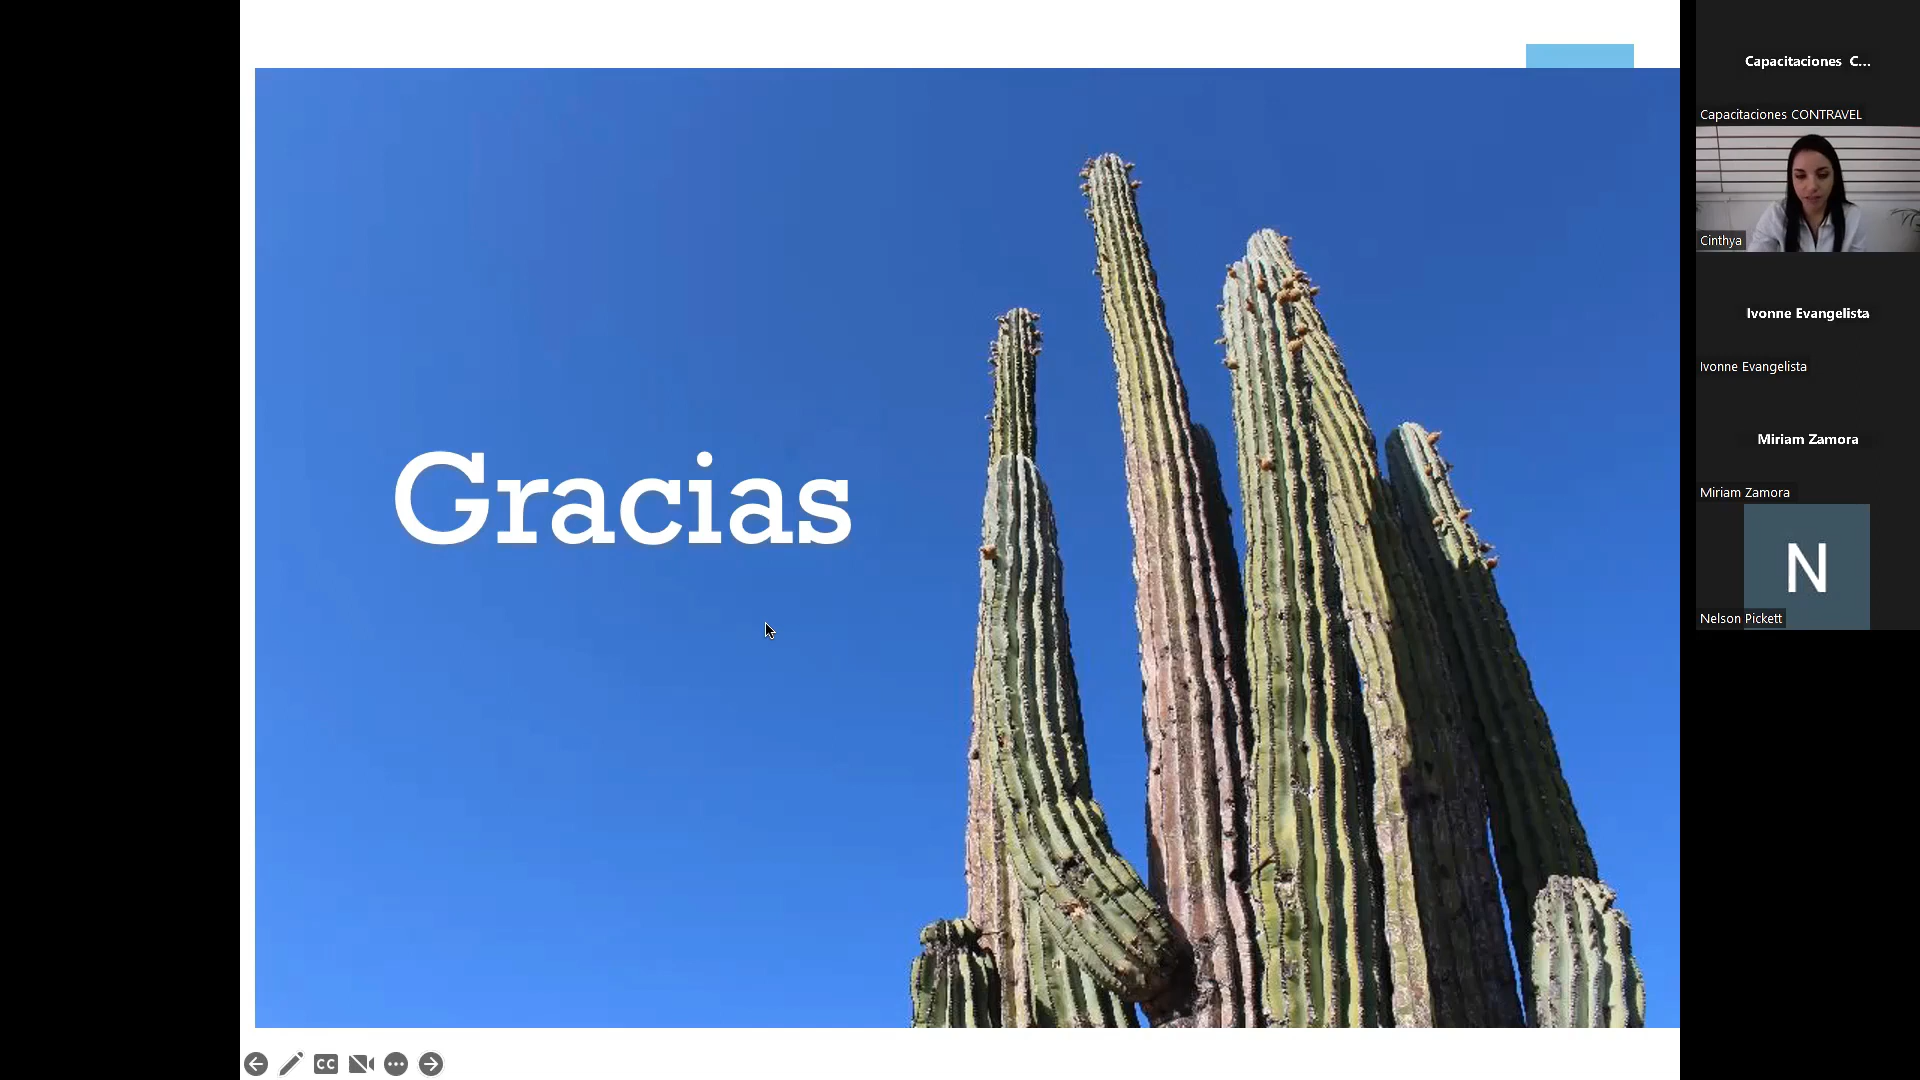 Gracias
CC
Capacitaciones C...
Capacitaciones CONTRAVEL
Cinthya
Ivonne Evangelista
Ivonne Evangelista
Miriam Zamora
Miriam Zamora
N
Nelson Pickett